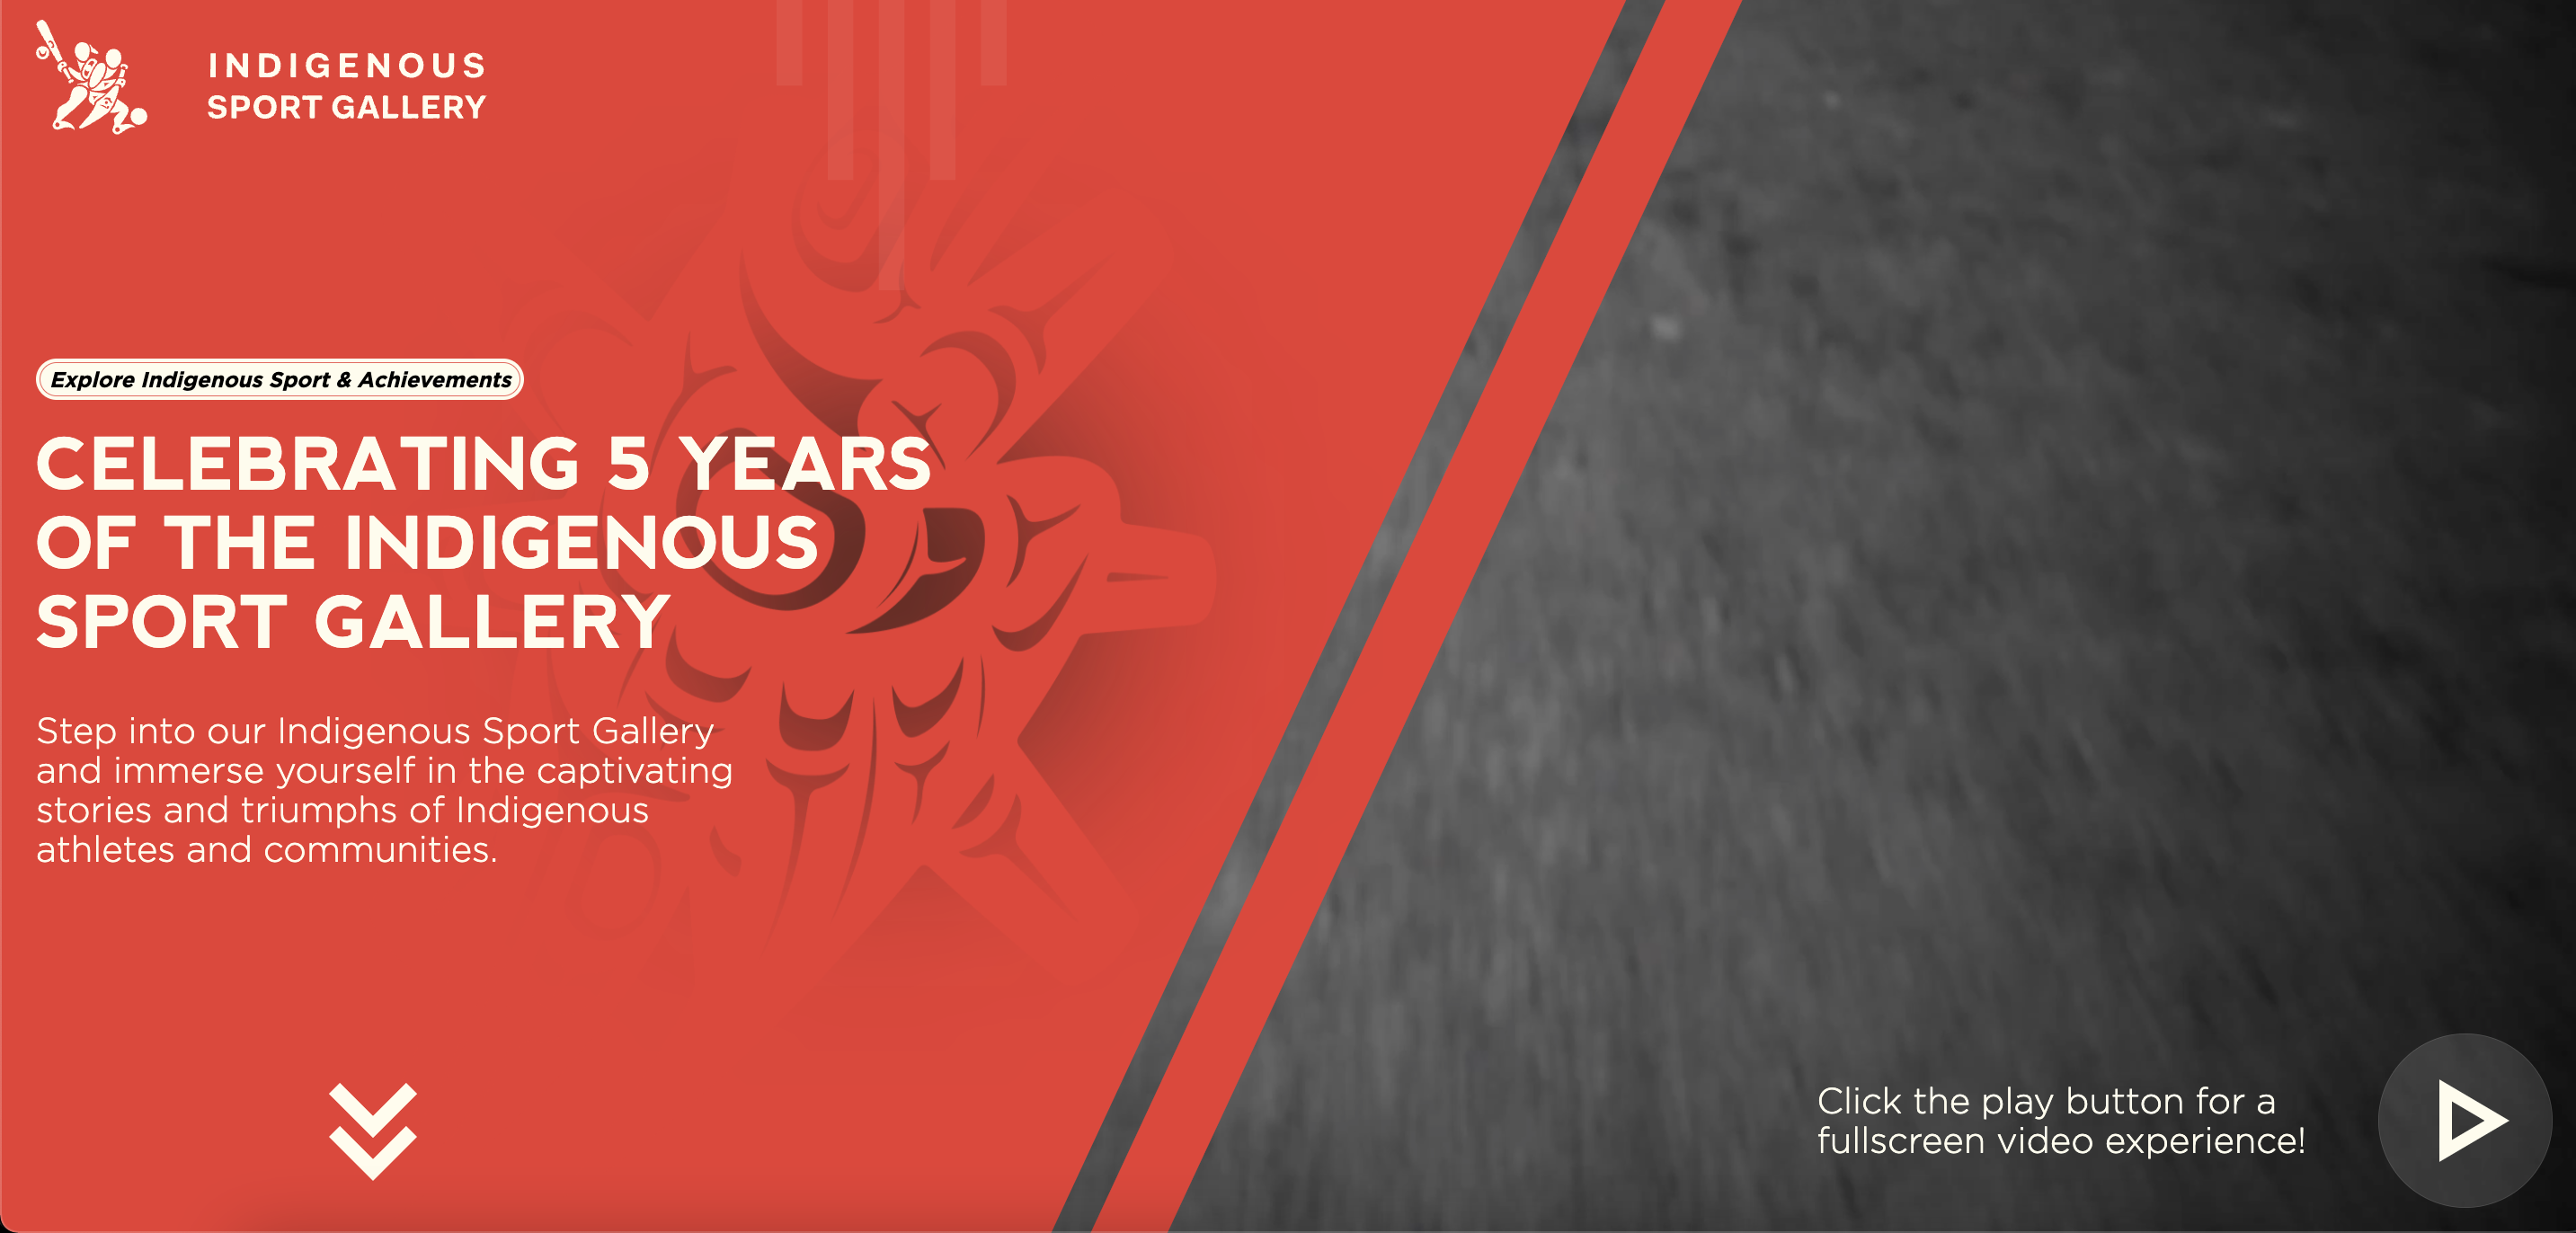 INDIGENOUS
SPORT GALLERY
Explore Indigenous Sport & Achievements
CELEBRATING 5 YEARS
OF THE INDIGENOUS
SPORT GALLERY
Step into our Indigenous Sport Gallery
and immerse yourself in the captivating
stories and triumphs of Indigenous
athletes and communities.
Click the play button for a
fullscreen video experience!